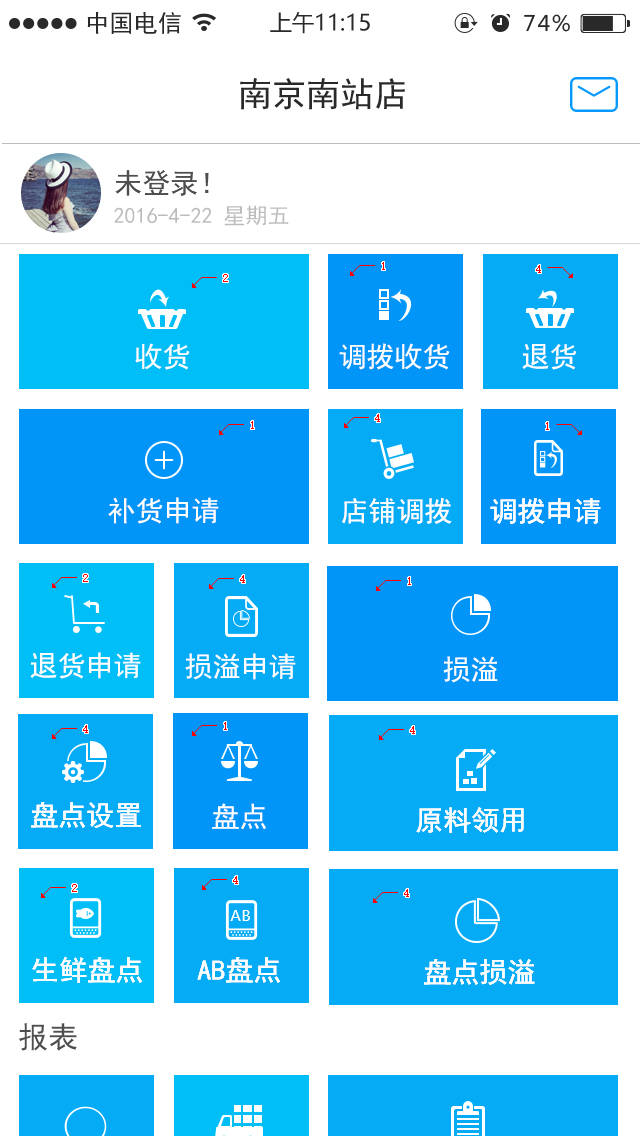 中国电信 上午11:15 74%
南京南站店
未登录！
2016-4-22 星期五
2 1 4
收货 调拨收货 退货
1 4 1
补货申请 店铺调拨 调拨申请
2 4 1
退货申请 损溢申请 损溢
4 1 4
盘点设置 盘点 原料领用
2 4 4
AB
生鲜盘点 AB盘点 盘点损溢
报表